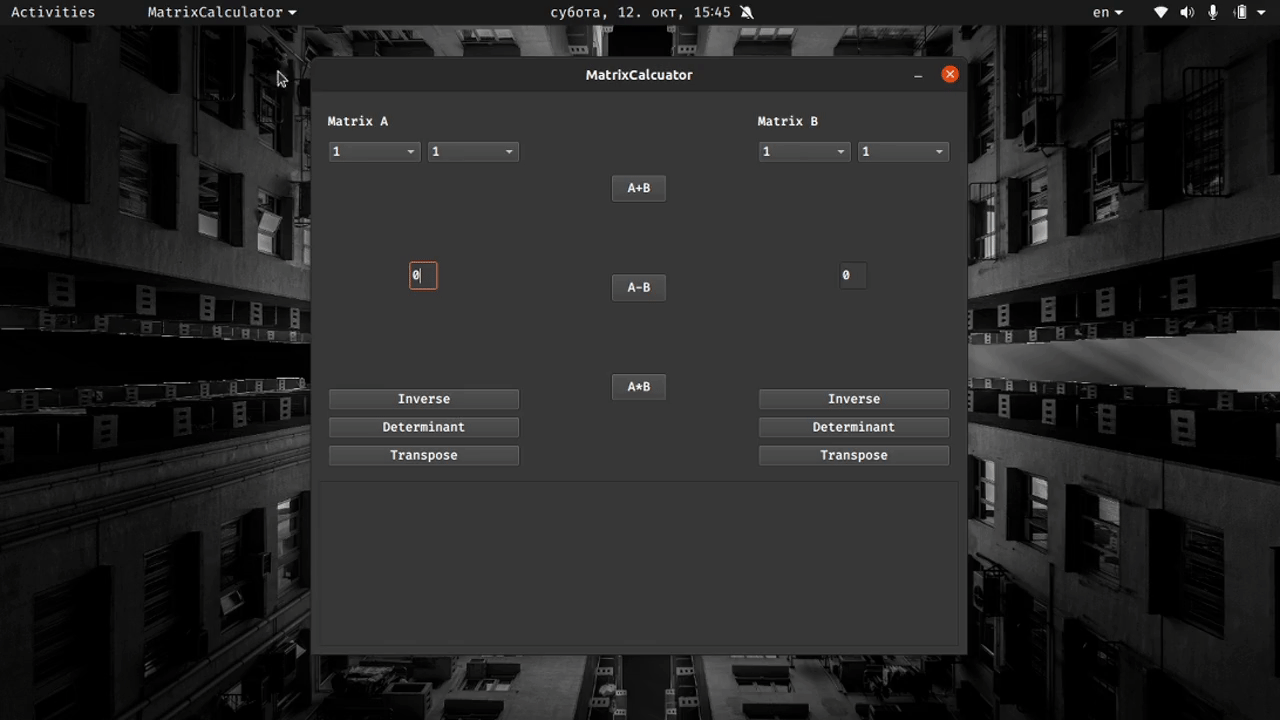 Activities MatrixCalculator субота, 12. окт, 15:45 en
MatrixCalcuator
Matrix A Matrix B
1 1 1 1
A+B
0 A-B 0
A*B
Inverse Inverse
Determinant Determinant
Transpose Transpose